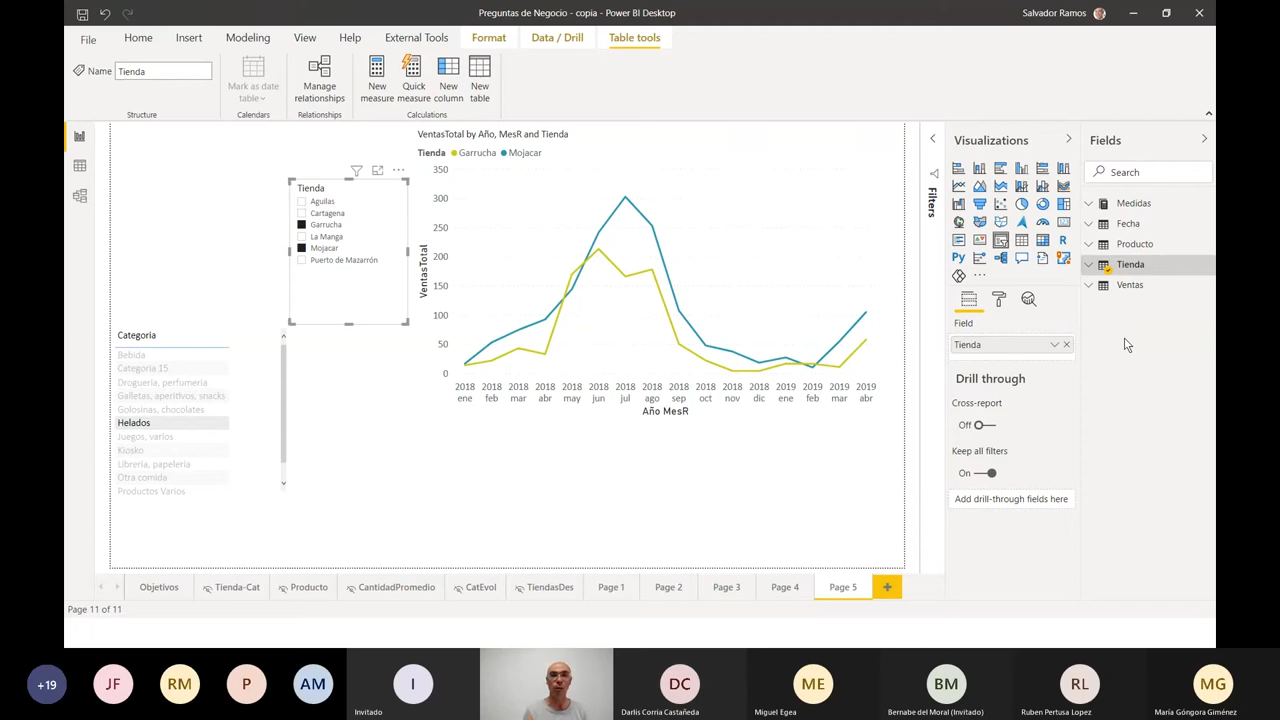 Preguntas de Negocio - copia - Power BI Desktop
Salvador Ramos
File
Home
Insert
Modeling
View
Help
External Tools
Format
Data / Drill
Table tools
Name
Tienda
Mark as date
table
Manage
relationships
New
measure
Quick
measure
New
column
New
table
Structure
Calendars
Relationships
Calculations
VentasTotal by Año, MesR and Tienda
Tienda
Garrucha
Mojacar
Tienda
Aguilas
Cartagena
Garrucha
La Manga
Mojacar
Puerto de Mazarrón
VentasTotal
350
300
250
200
150
100
50
0
2018 2018 2018 2018 2018 2018 2018 2018 2018 2018 2018 2018 2019 2019 2019 2019
ene feb mar abr may jun jul ago sep oct nov dic ene feb mar abr
Año MesR
Categoria
Bebida
Categoria 15
Drogueria, perfumeria
Galletas, aperitivos, snacks
Golosinas, chocolates
Helados
Juegos, varios
Kiosko
Libreria, papeleria
Otra comida
Productos Varios
Filters
Visualizations
R
Py
Field
Tienda
Drill through
Cross-report
Off
Keep all filters
On
Add drill-through fields here
Fields
Search
Medidas
Fecha
Producto
Tienda
Ventas
Objetivos
Tienda-Cat
Producto
CantidadPromedio
CatEvol
TiendasDes
Page 1
Page 2
Page 3
Page 4
Page 5
Page 11 of 11
+19
JF
RM
P
AM
I
Invitado
DC
Darlis Corria Castañeda
ME
Miguel Egea
BM
Bernabe del Moral (Invitado)
RL
Ruben Pertusa Lopez
MG
María Góngora Giménez